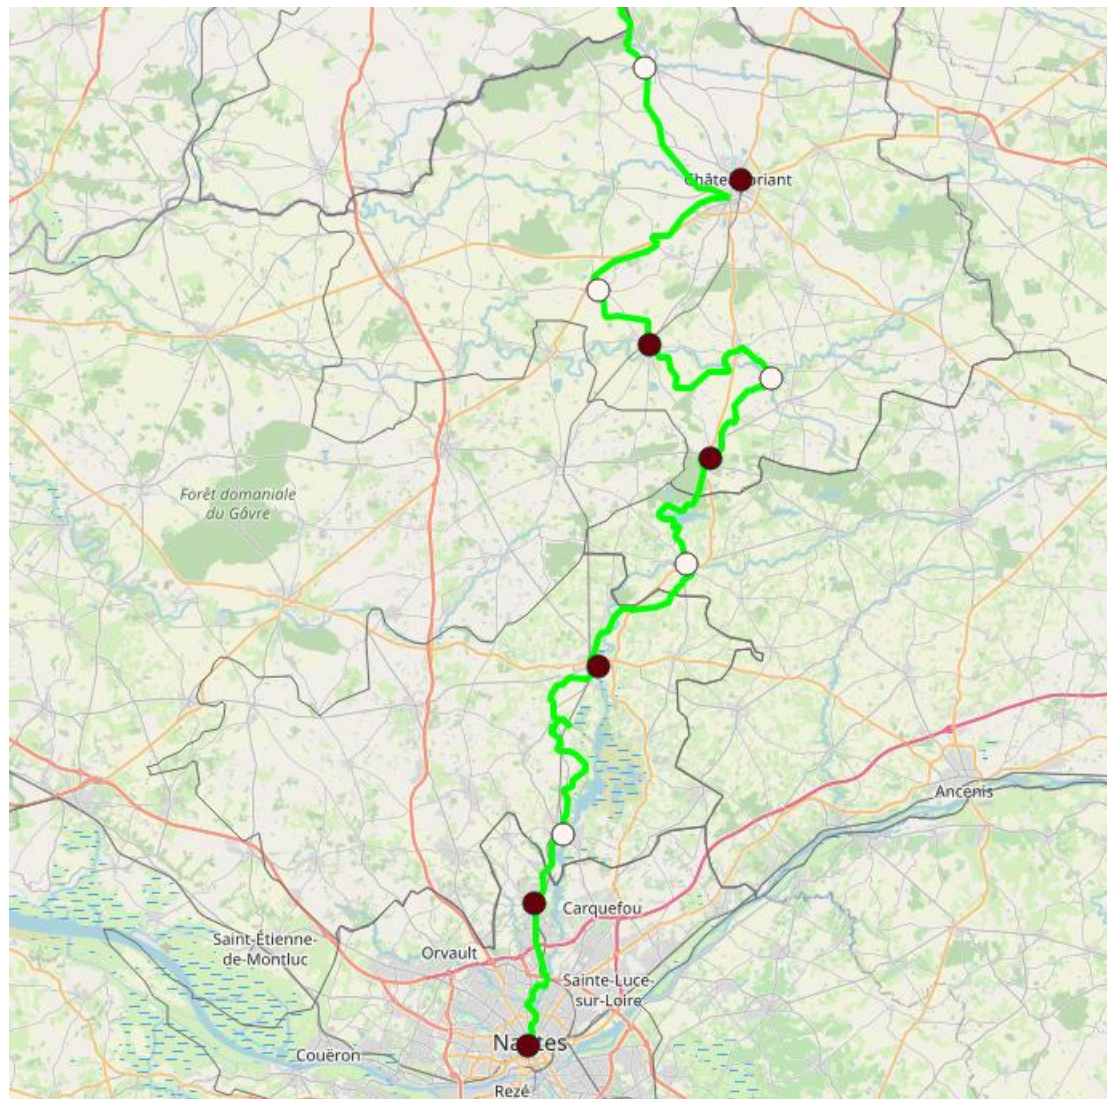 Châteaubriant
Forêt domaniale
du Gâvre
Ancenis
Carquefou
Saint-Étienne-
de-Montluc
Orvault
Sainte-Luce-
sur-Loire
Nantes
Couëron
Rezé